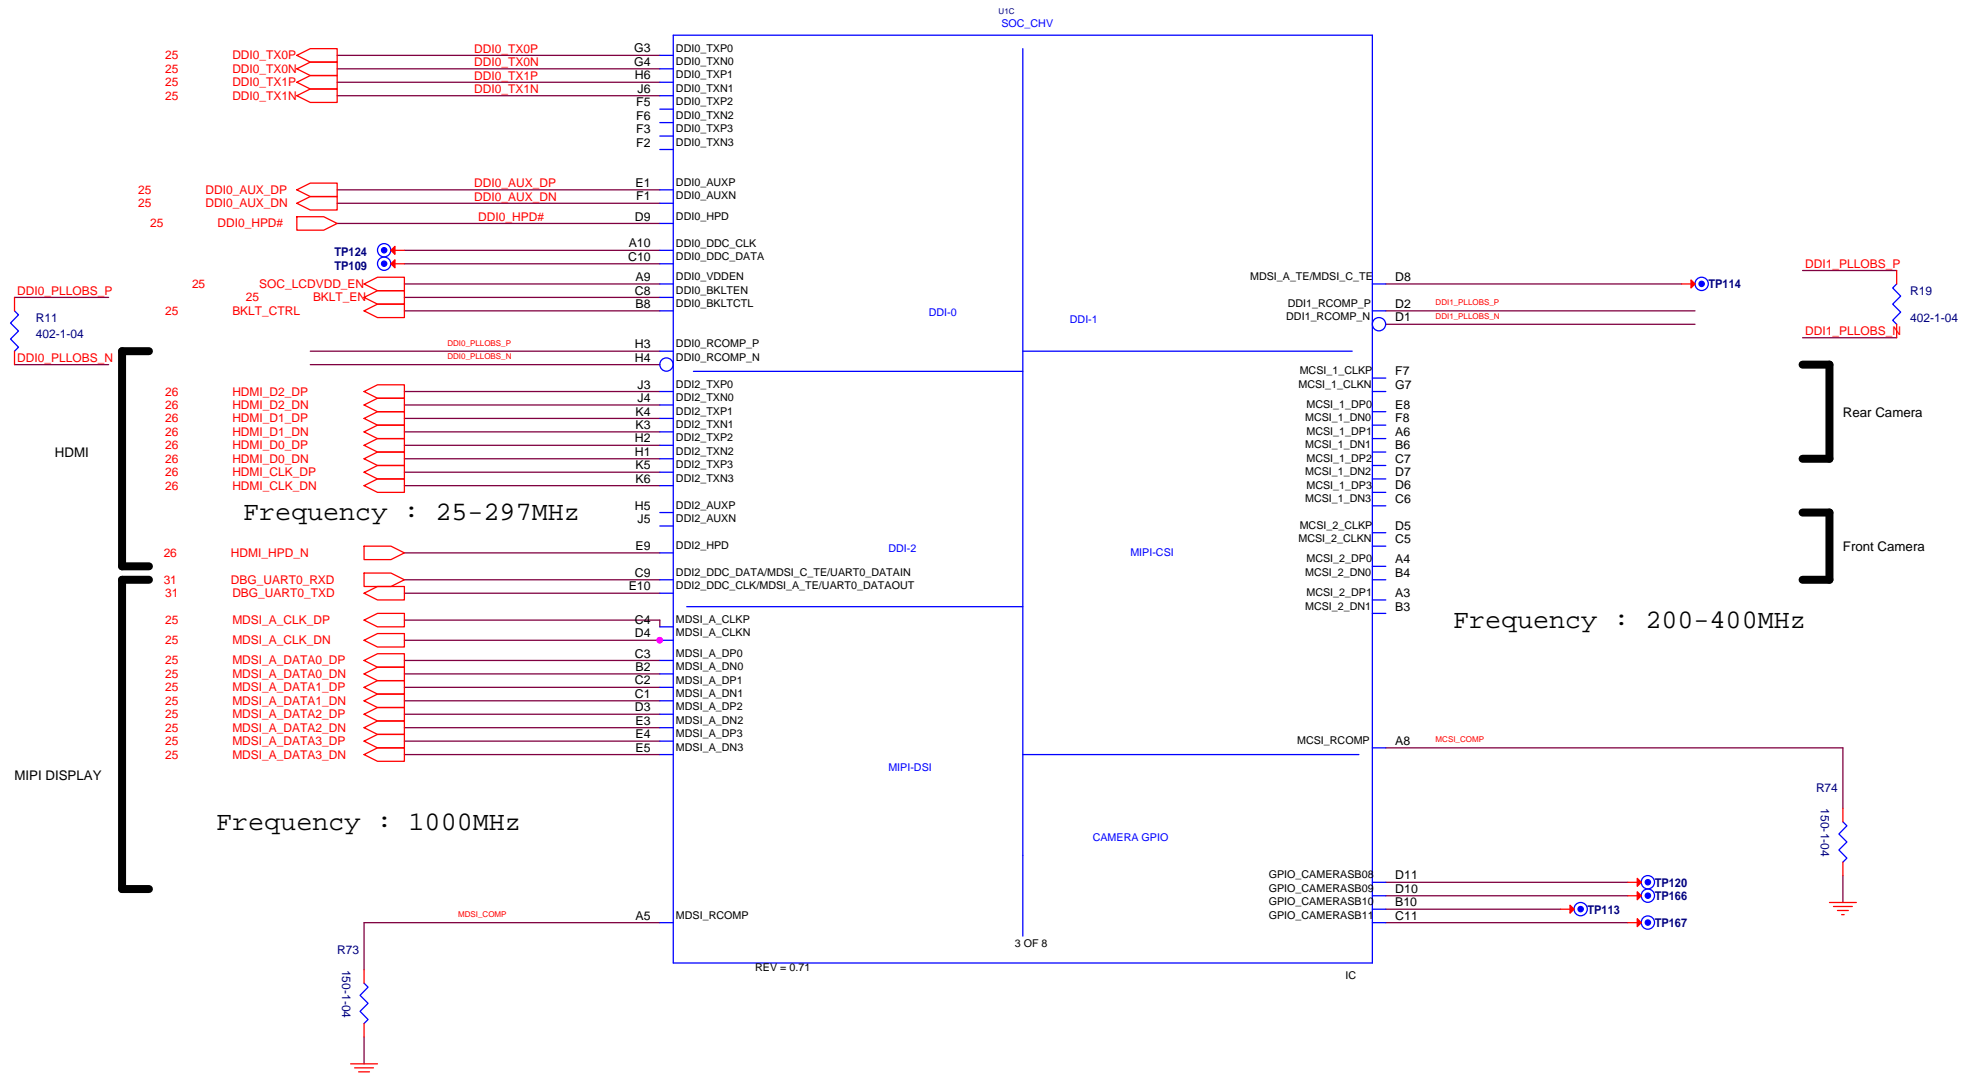 U1C
SOC_CHV
25 DDI0_TX0P DDI0_TX0P G3 DDI0_TXP0
25 DDI0_TX0N DDI0_TX0N G4 DDI0_TXN0
25 DDI0_TX1P DDI0_TX1P H6 DDI0_TXP1
25 DDI0_TX1N DDI0_TX1N J6 DDI0_TXN1
F5 DDI0_TXP2
F6 DDI0_TXN2
F3 DDI0_TXP3
F2 DDI0_TXN3
25 DDI0_AUX_DP DDI0_AUX_DP E1 DDI0_AUXP
25 DDI0_AUX_DN DDI0_AUX_DN F1 DDI0_AUXN
25 DDI0_HPD# DDI0_HPD# D9 DDI0_HPD
TP124 A10 DDI0_DDC_CLK
TP109 C10 DDI0_DDC_DATA
25 SOC_LCDVDD_EN A9 DDI0_VDDEN
25 BKLT_EN C8 DDI0_BKLTEN
25 BKLT_CTRL B8 DDI0_BKLTCTL
DDI0_PLLOBS_P
R11
402-1-04
DDI0_PLLOBS_N
DDI0_PLLOBS_P H3 DDI0_RCOMP_P
DDI0_PLLOBS_N H4 DDI0_RCOMP_N
DDI-0
DDI-1
MDSI_A_TE/MDSI_C_TE D8 TP114
DDI1_RCOMP_P D2 DDI1_PLLOBS_P
DDI1_RCOMP_N D1 DDI1_PLLOBS_N
DDI1_PLLOBS_P
R19
402-1-04
DDI1_PLLOBS_N
HDMI
26 HDMI_D2_DP J3 DDI2_TXP0
26 HDMI_D2_DN J4 DDI2_TXN0
26 HDMI_D1_DP K4 DDI2_TXP1
26 HDMI_D1_DN K3 DDI2_TXN1
26 HDMI_D0_DP H2 DDI2_TXP2
26 HDMI_D0_DN H1 DDI2_TXN2
26 HDMI_CLK_DP K5 DDI2_TXP3
26 HDMI_CLK_DN K6 DDI2_TXN3
Frequency : 25-297MHz
H5 DDI2_AUXP
J5 DDI2_AUXN
26 HDMI_HPD_N E9 DDI2_HPD
DDI-2
31 DBG_UART0_RXD C9 DDI2_DDC_DATA/MDSI_C_TE/UART0_DATAIN
31 DBG_UART0_TXD E10 DDI2_DDC_CLK/MDSI_A_TE/UART0_DATAOUT
MCSI_1_CLKP F7
MCSI_1_CLKN G7
MCSI_1_DP0 E8
MCSI_1_DN0 F8
MCSI_1_DP1 A6
MCSI_1_DN1 B6
MCSI_1_DP2 C7
MCSI_1_DN2 D7
MCSI_1_DP3 D6
MCSI_1_DN3 C6
Rear Camera
MIPI-CSI
MCSI_2_CLKP D5
MCSI_2_CLKN C5
MCSI_2_DP0 A4
MCSI_2_DN0 B4
MCSI_2_DP1 A3
MCSI_2_DN1 B3
Front Camera
Frequency : 200-400MHz
25 MDSI_A_CLK_DP C4 MDSI_A_CLKP
25 MDSI_A_CLK_DN D4 MDSI_A_CLKN
25 MDSI_A_DATA0_DP C3 MDSI_A_DP0
25 MDSI_A_DATA0_DN B2 MDSI_A_DN0
25 MDSI_A_DATA1_DP C2 MDSI_A_DP1
25 MDSI_A_DATA1_DN C1 MDSI_A_DN1
25 MDSI_A_DATA2_DP D3 MDSI_A_DP2
25 MDSI_A_DATA2_DN E3 MDSI_A_DN2
25 MDSI_A_DATA3_DP E4 MDSI_A_DP3
25 MDSI_A_DATA3_DN E5 MDSI_A_DN3
MIPI DISPLAY
MIPI-DSI
Frequency : 1000MHz
MCSI_RCOMP A8 MCSI_COMP
R74
150-1-04
CAMERA GPIO
GPIO_CAMERASB08 D11 TP120
GPIO_CAMERASB09 D10 TP166
GPIO_CAMERASB10 B10 TP113
GPIO_CAMERASB11 C11 TP167
MDSI_COMP A5 MDSI_RCOMP
R73
150-1-04
3 OF 8
REV = 0.71
IC